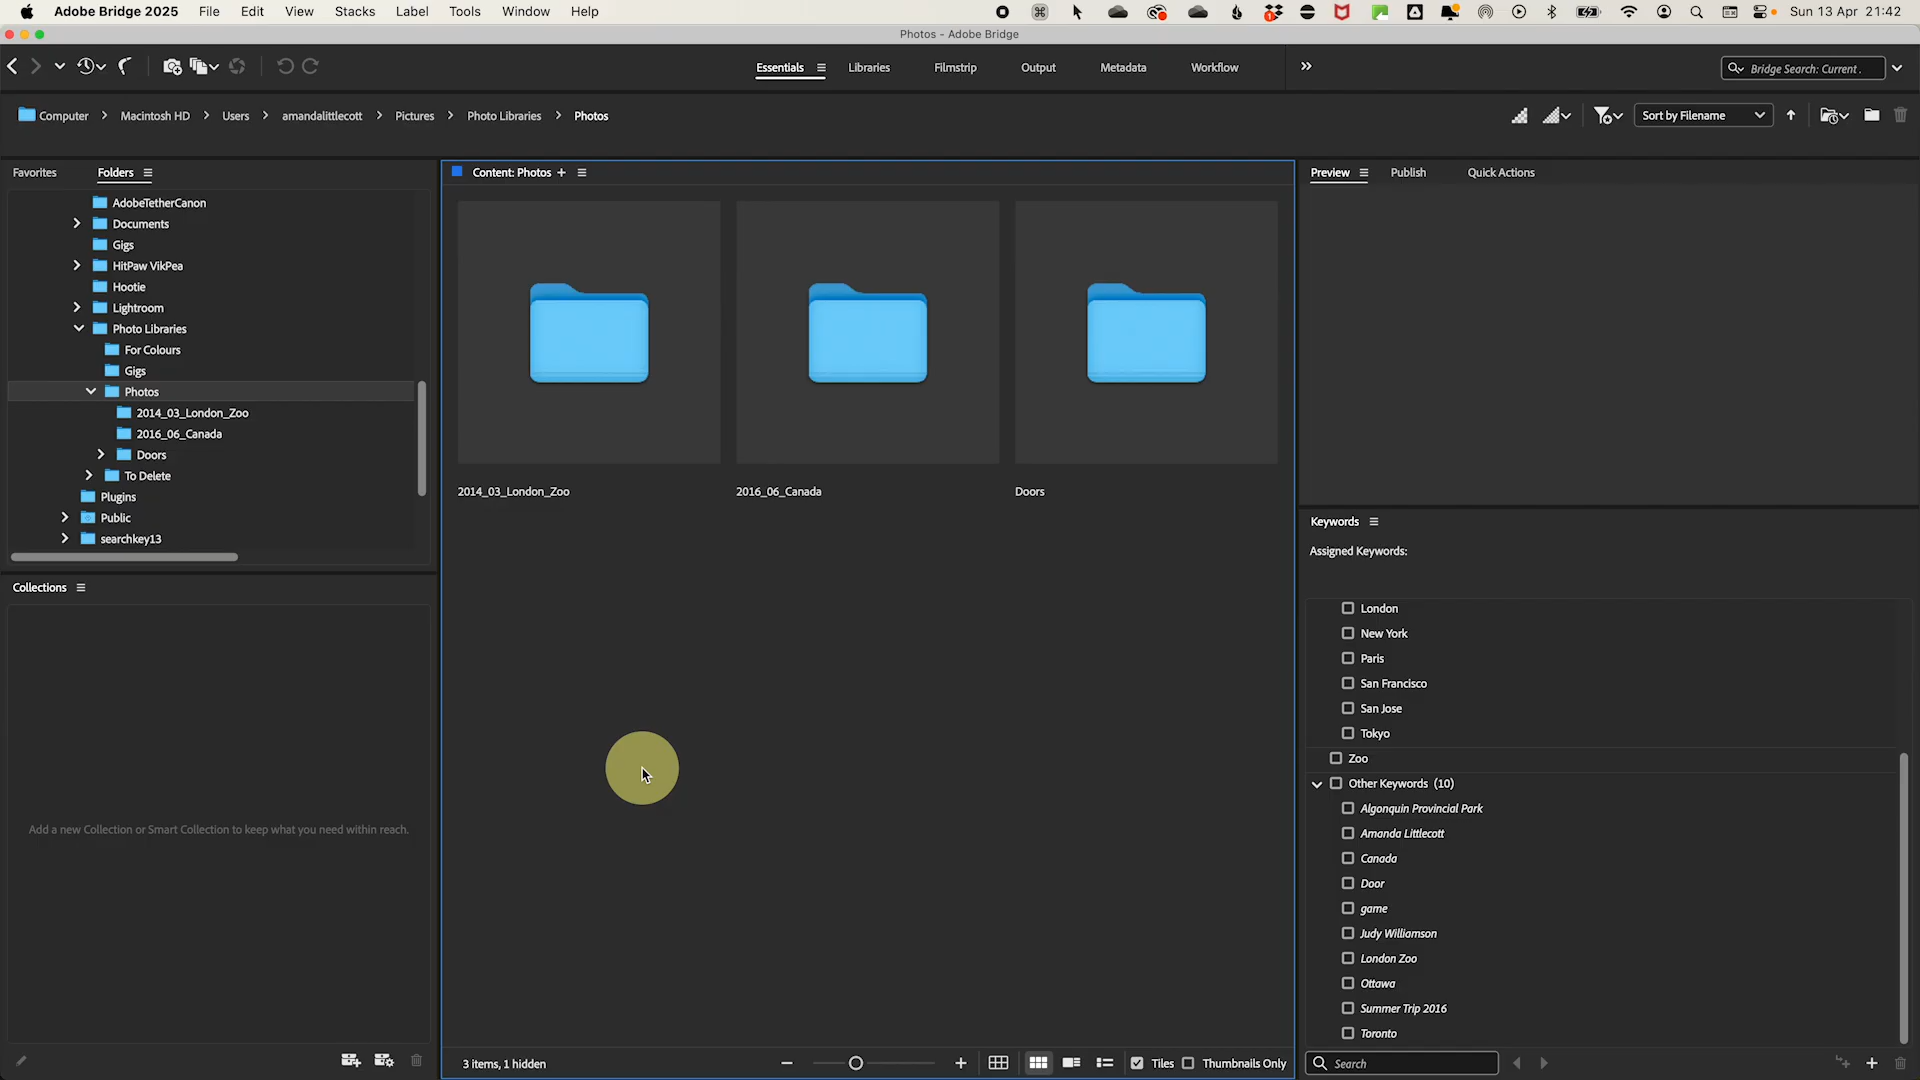 Adobe Bridge 2025 File Edit View Stacks Label Tools Window Help Sun 13 Apr 21:42
Photos - Adobe Bridge
Essentials Libraries Filmstrip Output Metadata Workflow Bridge Search: Current .
Computer Macintosh HD Users amandalittlecott Pictures Photo Libraries Photos Sort by Filename
Favorites Folders
AdobeTetherCanon
Documents
Gigs
HitPaw VikPea
Hootie
Lightroom
Photo Libraries
For Colours
Gigs
Photos
2014_03_London_Zoo
2016_06_Canada
Doors
To Delete
Plugins
Public
searchkey13
Collections
Add a new Collection or Smart Collection to keep what you need within reach.
Content: Photos
2014_03_London_Zoo 2016_06_Canada Doors
3 items, 1 hidden Tiles Thumbnails Only
Preview Publish Quick Actions
Keywords
Assigned Keywords:
London
New York
Paris
San Francisco
San Jose
Tokyo
Zoo
Other Keywords (10)
Algonquin Provincial Park
Amanda Littlecott
Canada
Door
game
Judy Williamson
London Zoo
Ottawa
Summer Trip 2016
Toronto
Search